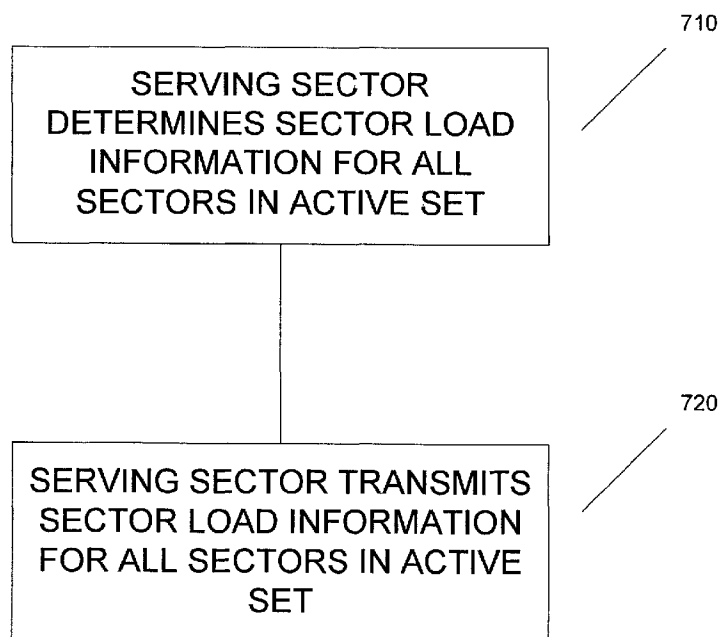 710
SERVING SECTOR
DETERMINES SECTOR LOAD
INFORMATION FOR ALL
SECTORS IN ACTIVE SET
720
SERVING SECTOR TRANSMITS
SECTOR LOAD INFORMATION
FOR ALL SECTORS IN ACTIVE
SET